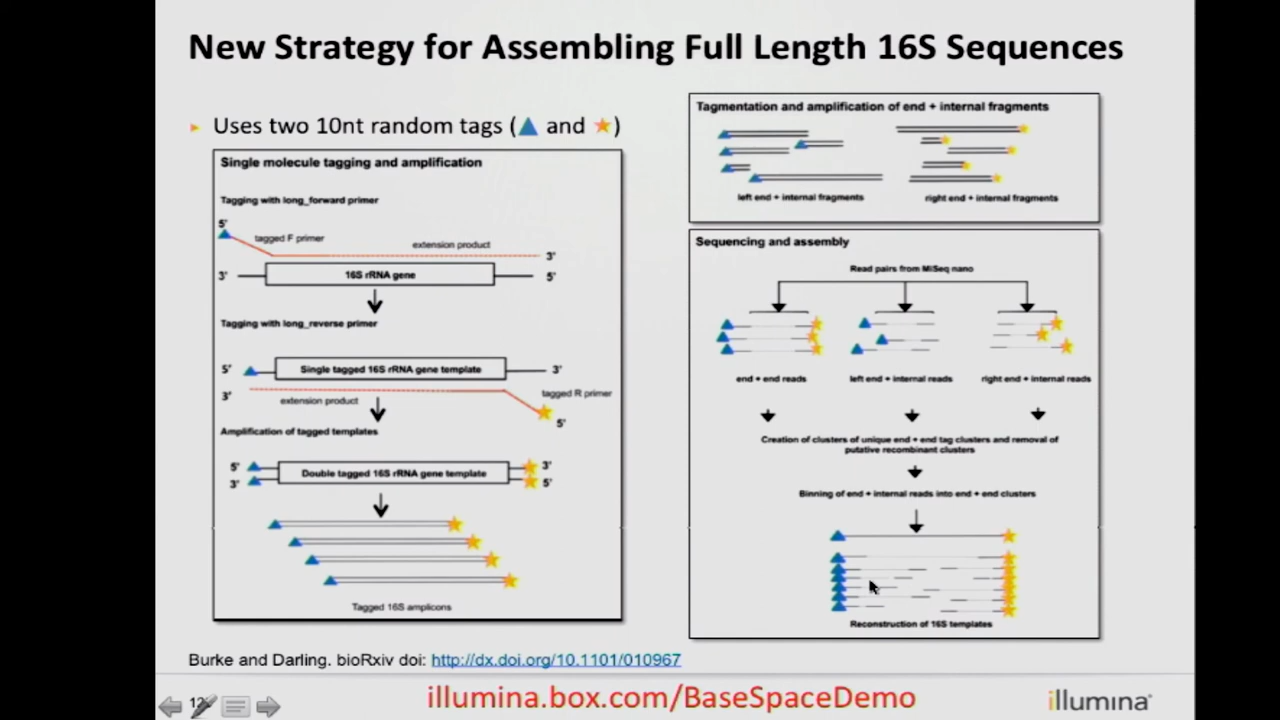 New Strategy for Assembling Full Length 16S Sequences
Uses two 10nt random tags ( and )
Single molecule tagging and amplification
Tagging with long_forward primer
5'
tagged F primer
extension product
3'
3'
16S rRNA gene
5'
Tagging with long_reverse primer
5'
Single tagged 16S rRNA gene template
3'
3'
extension product
tagged R primer
5'
Amplification of tagged templates
5'
3'
Double tagged 16S rRNA gene template
3'
5'
Tagged 16S amplicons
Tagmentation and amplification of end + internal fragments
left end + internal fragments
right end + internal fragments
Sequencing and assembly
Read pairs from MiSeq nano
end + end reads
left end + internal reads
right end + internal reads
Creation of clusters of unique end + end tag clusters and removal of
putative recombinant clusters
Binning of end + internal reads into end + end clusters
Reconstruction of 16S templates
Burke and Darling. bioRxiv doi: http://dx.doi.org/10.1101/010967
illumina.box.com/BaseSpaceDemo
illumina®